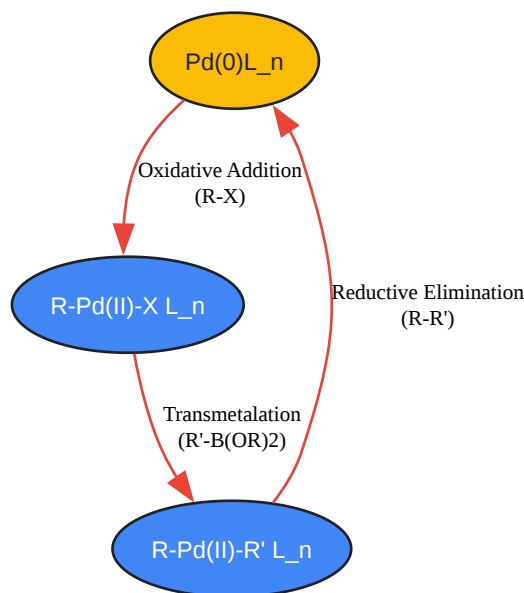 Pd(0)L_n
Oxidative Addition
(R-X)
R-Pd(II)-X L_n
Reductive Elimination
(R-R')
Transmetalation
(R'-B(OR)2)
R-Pd(II)-R' L_n